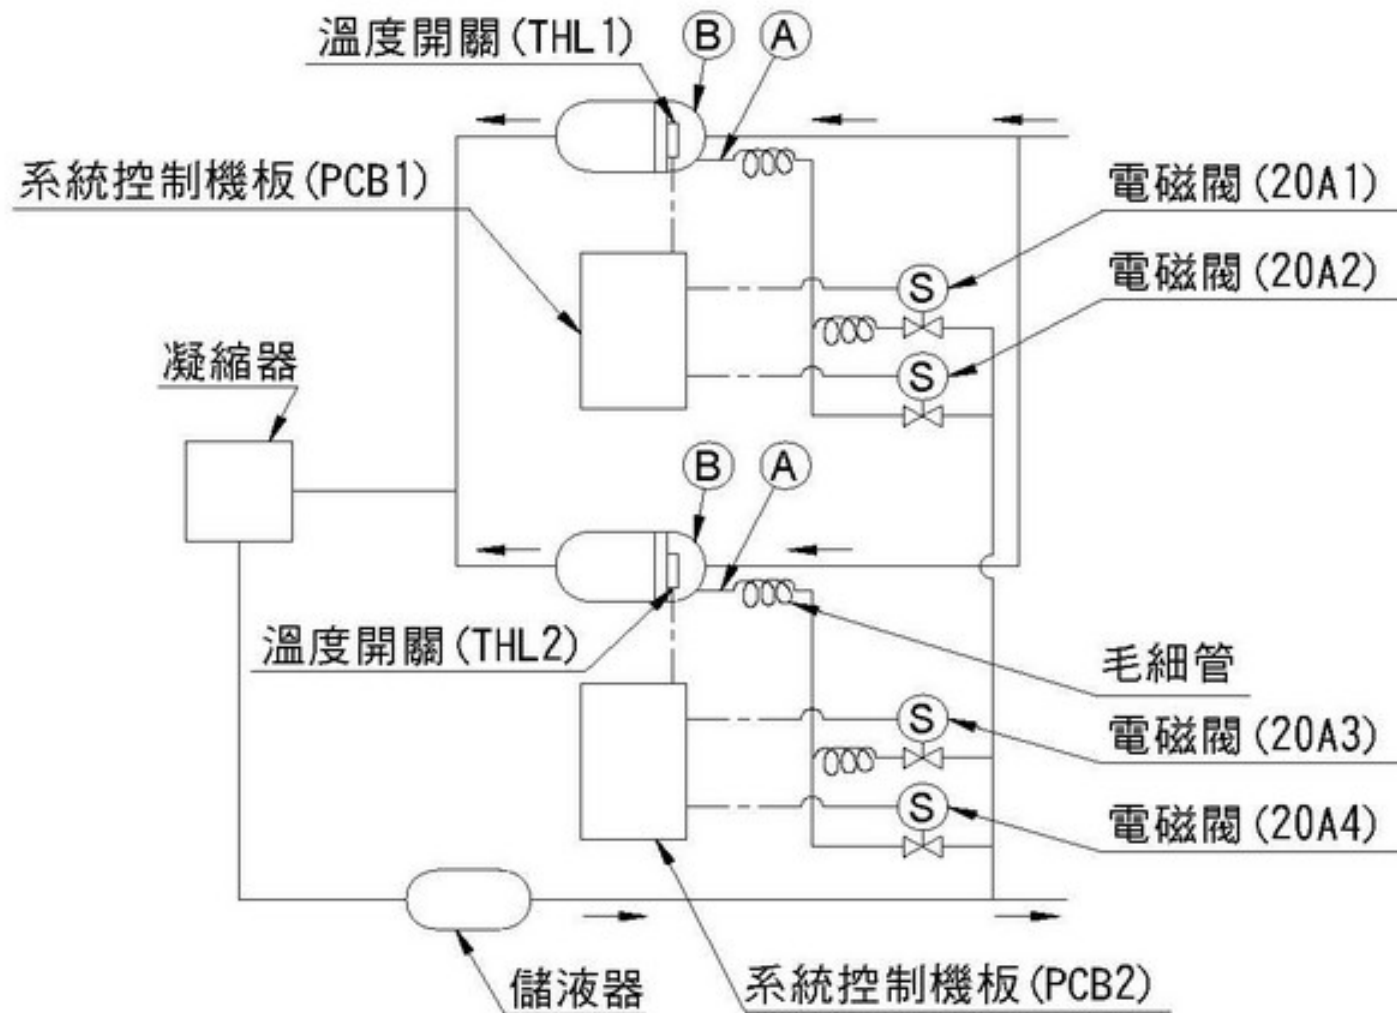 溫度開關(THL1)
B
A
系統控制機板(PCB1)
電磁閥(20A1)
S
電磁閥(20A2)
S
凝縮器
B
A
溫度開關(THL2)
毛細管
S
電磁閥(20A3)
S
電磁閥(20A4)
儲液器
系統控制機板(PCB2)